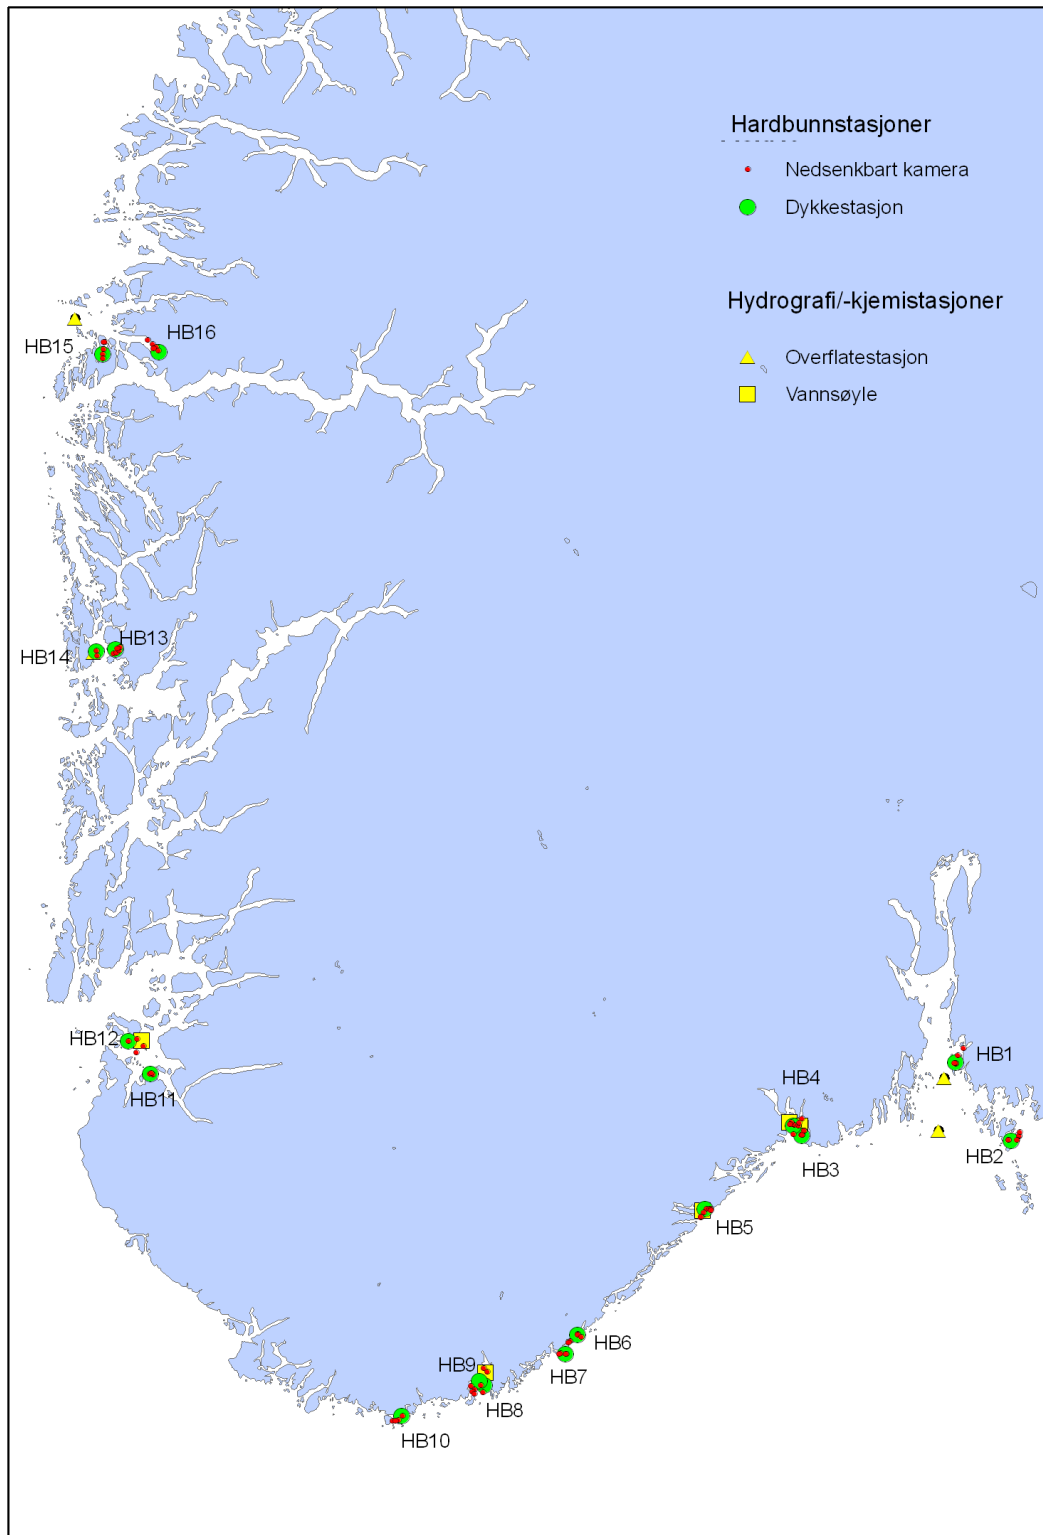 Hardbunnstasjoner
Nedsenkbart kamera
Dykkestasjon
Hydrografi/-kjemistasjoner
Overflatestasjon
Vannsøyle
HB16
HB15
HB13
HB14
HB12
HB11
HB1
HB4
HB2
HB3
HB5
HB6
HB9
HB7
HB8
HB10